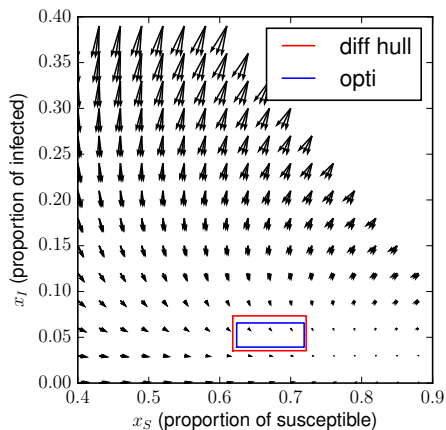 0.40
0.35
0.30
0.25
0.20
0.15
0.10
0.05
0.00
x_I (proportion of infected)
diff hull
opti
0.4 0.5 0.6 0.7 0.8 0.9
x_S (proportion of susceptible)